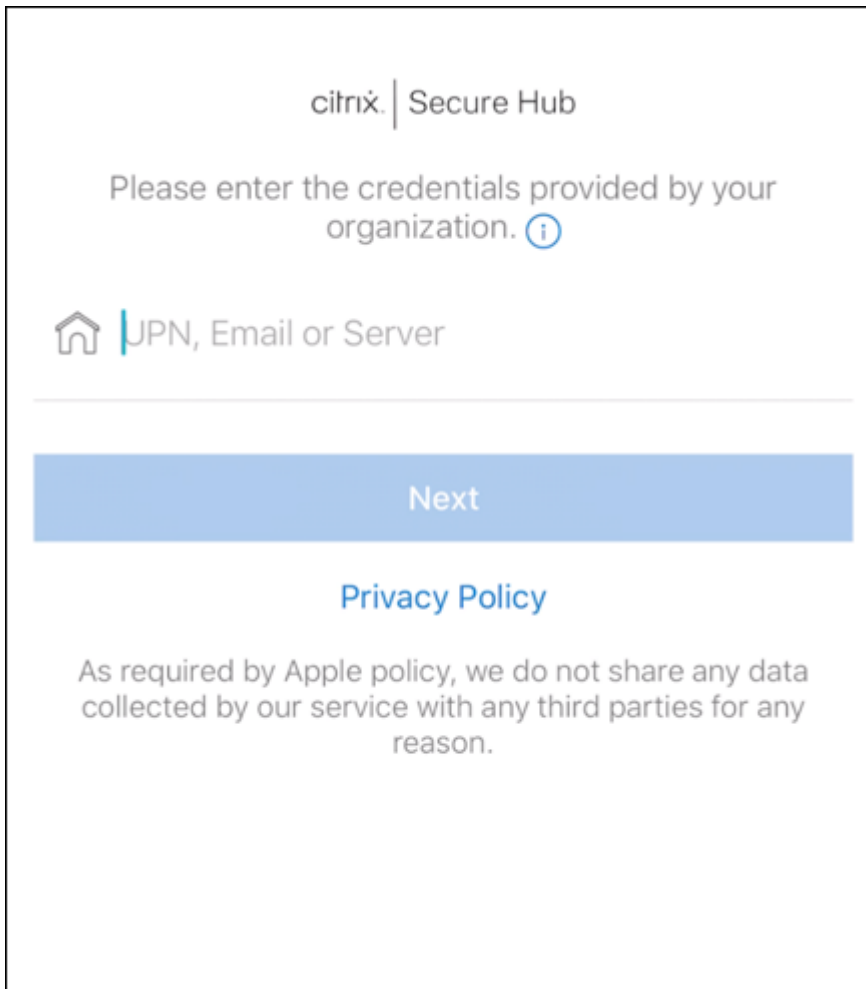 citrix. | Secure Hub
Please enter the credentials provided by your
organization.
UPN, Email or Server
Next
Privacy Policy
As required by Apple policy, we do not share any data
collected by our service with any third parties for any
reason.